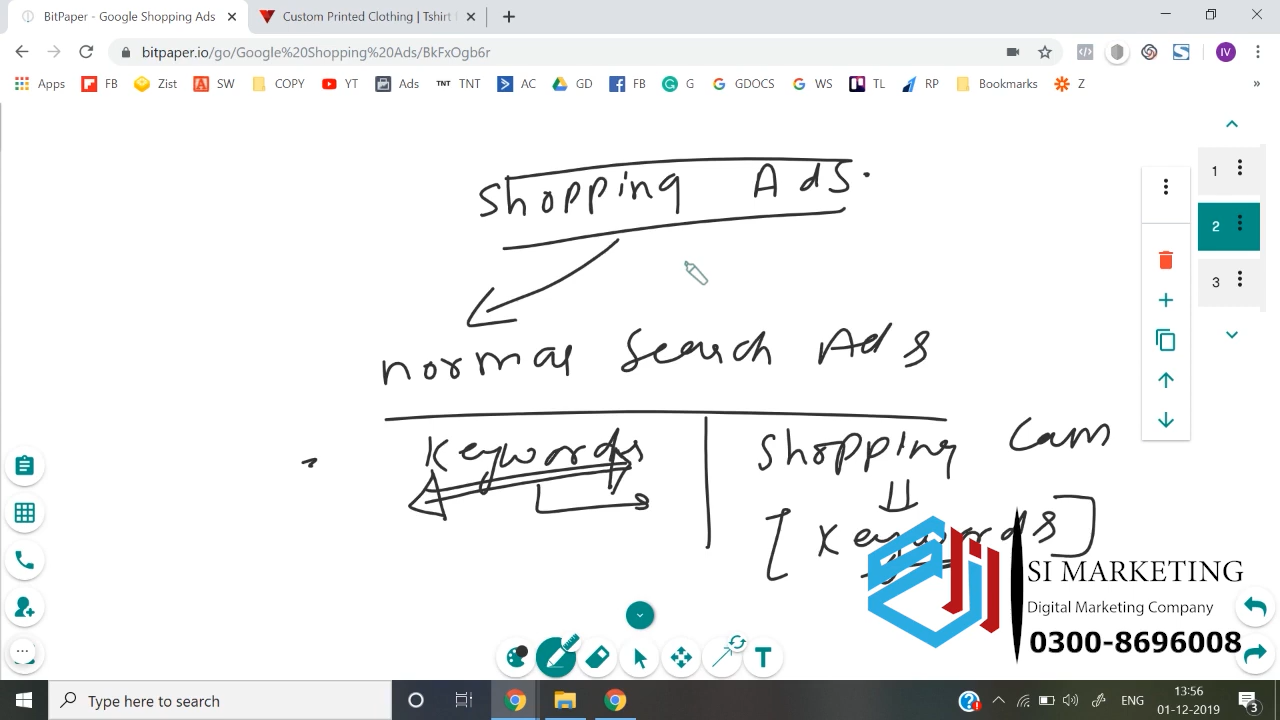 BitPaper - Google Shopping Ads
Custom Printed Clothing | Tshirt
bitpaper.io/go/Google%20Shopping%20Ads/BkFxOgb6r
IV
Apps FB Zist SW COPY YT Ads TNT TNT AC GD FB G GDOCS WS TL RP Bookmarks Z
Shopping Ads.
1
2
3
normal Search Ads
Keywords
Shopping Cam
[Keywords]
SI MARKETING
Digital Marketing Company
0300-8696008
T
Type here to search
ENG
13:56
01-12-2019
3